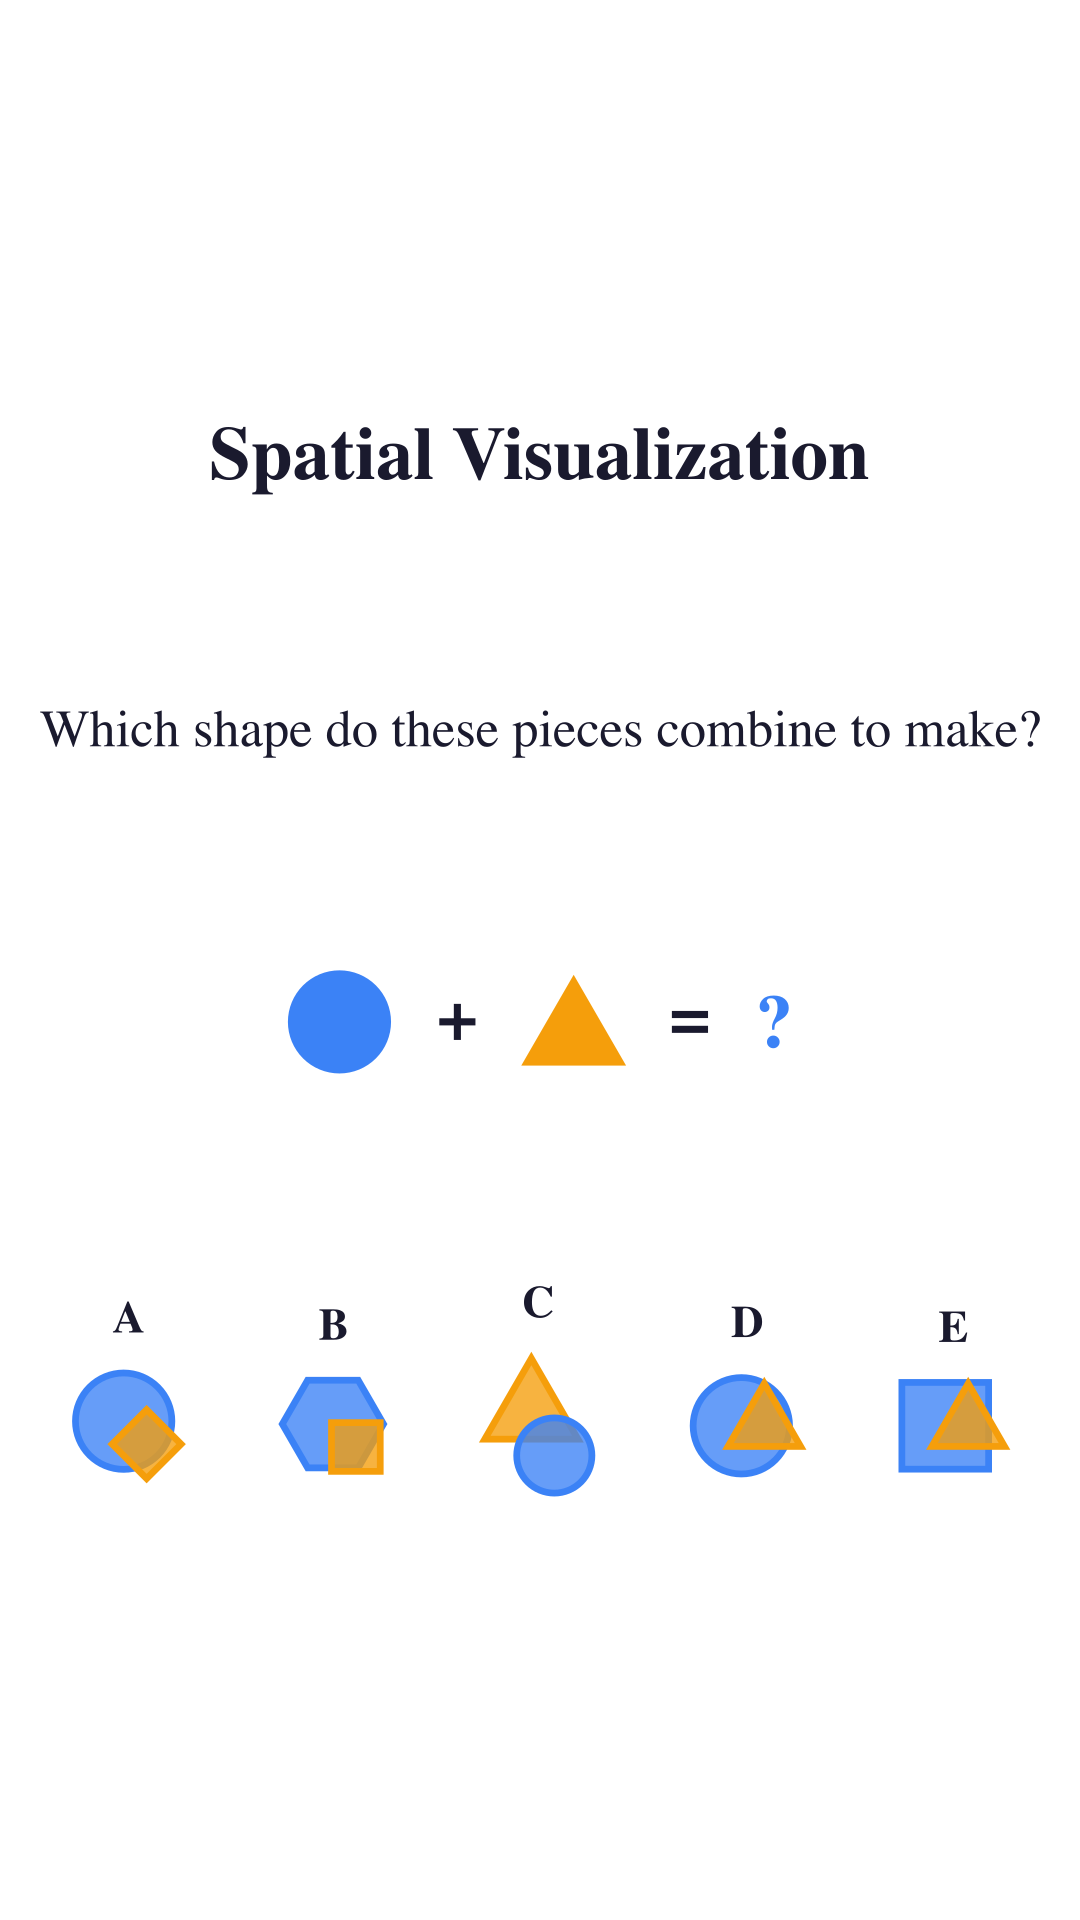 Spatial Visualization
Which shape do these pieces combine to make?
+ = ?
A B C D E